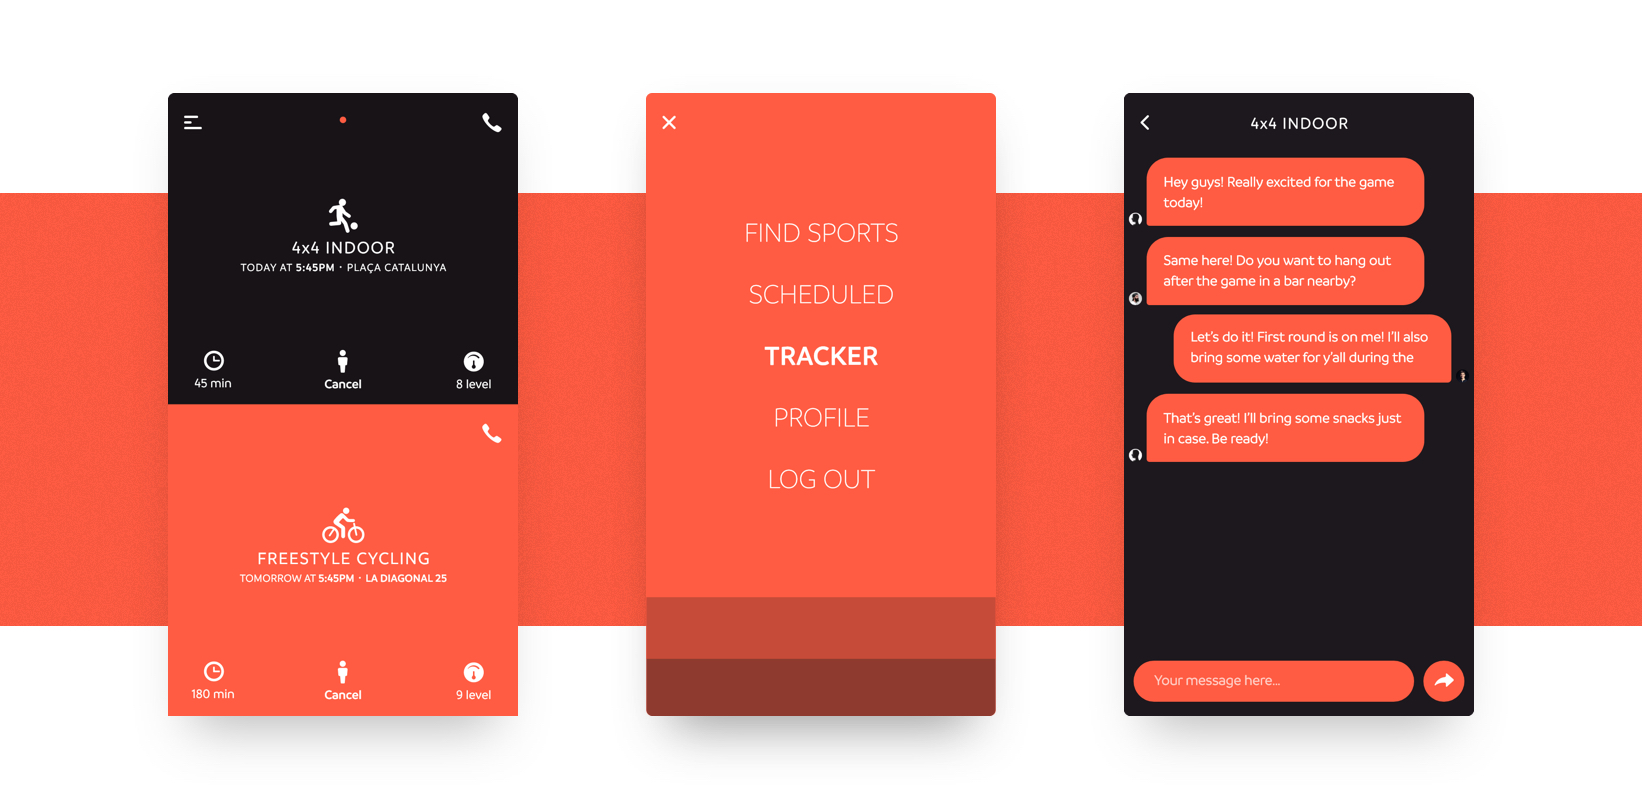 4x4 INDOOR
TODAY AT 5:45PM · PLAÇA CATALUNYA
45 min
Cancel
8 level
FREESTYLE CYCLING
TOMORROW AT 5:45PM · LA DIAGONAL 25
180 min
Cancel
9 level
FIND SPORTS
SCHEDULED
TRACKER
PROFILE
LOG OUT
4x4 INDOOR
Hey guys! Really excited for the game
today!
Same here! Do you want to hang out
after the game in a bar nearby?
Let's do it! First round is on me! I'll also
bring some water for y'all during the
That's great! I'll bring some snacks just
in case. Be ready!
Your message here...